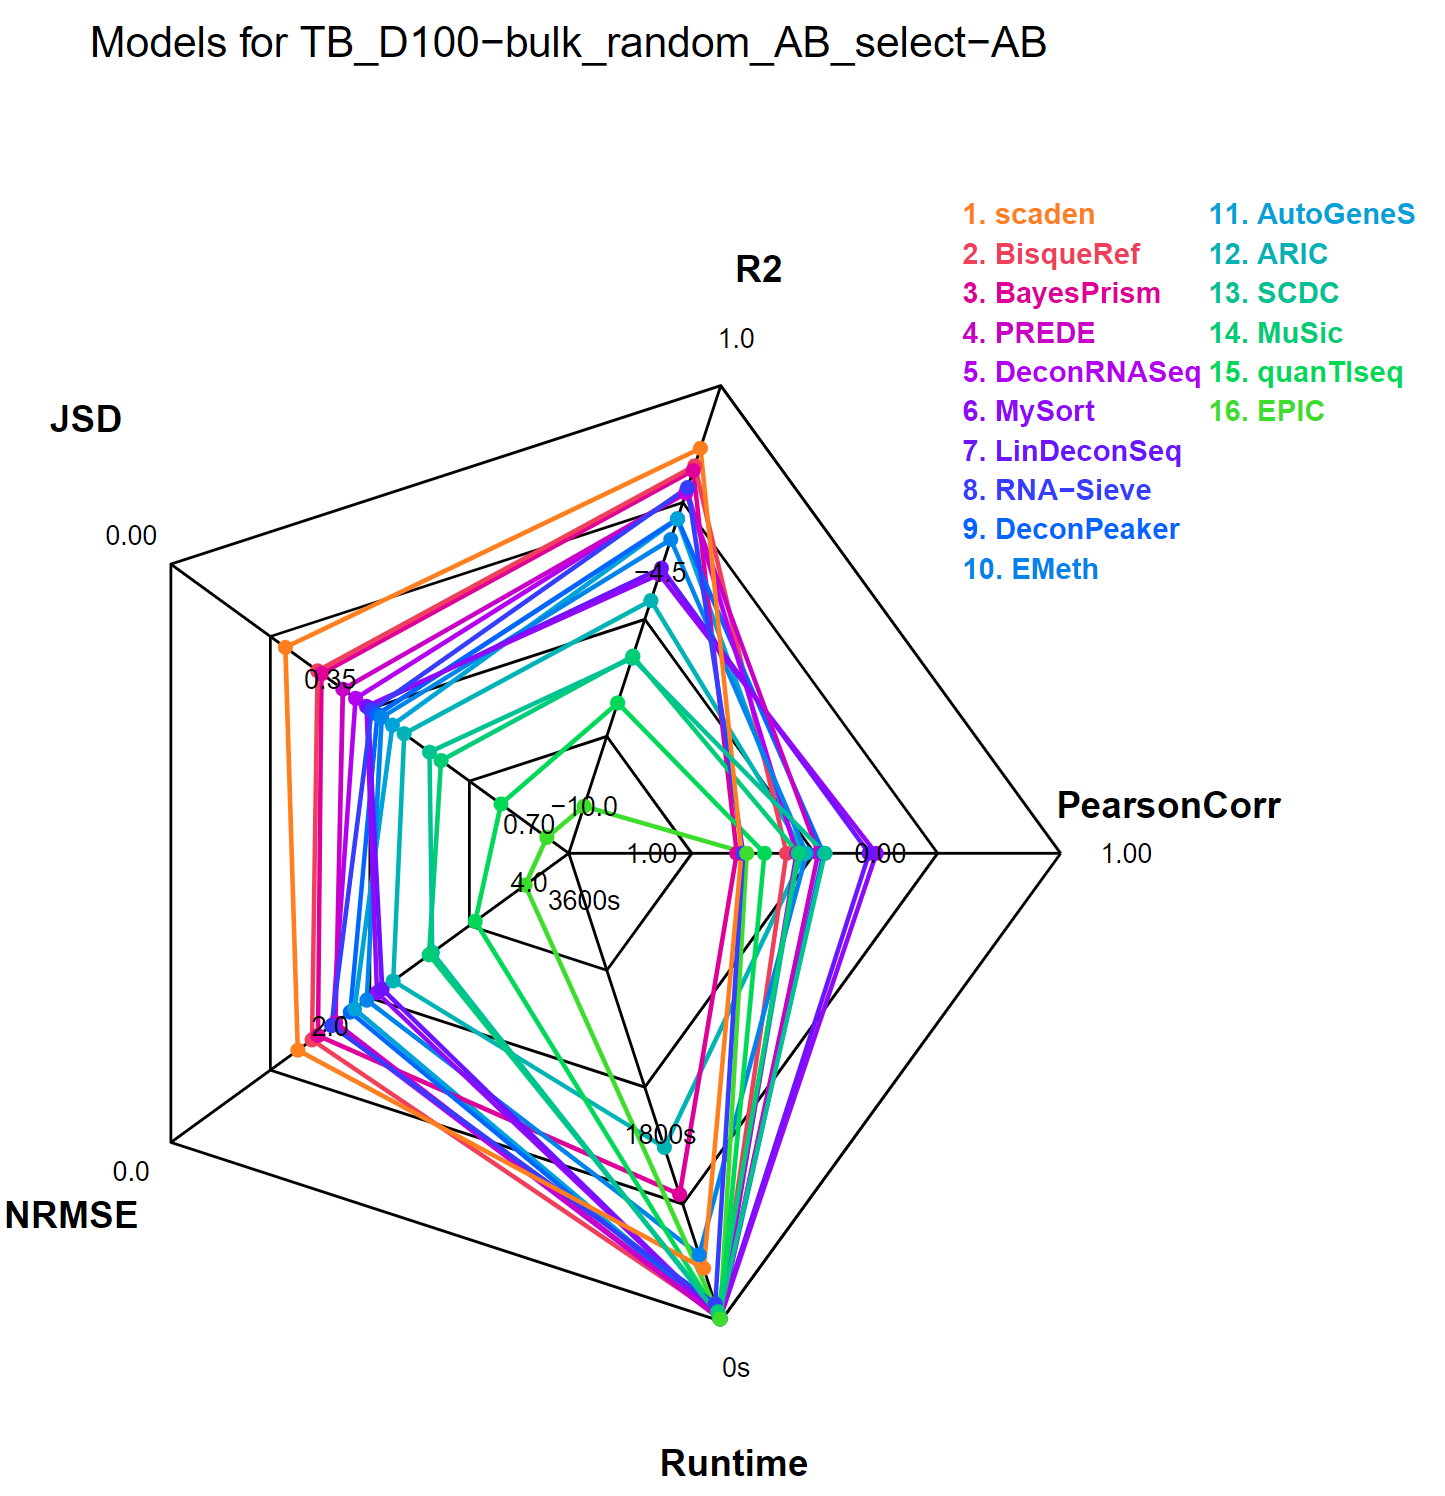 Models for TB_D100−bulk_random_AB_select−AB
1. scaden
2. BisqueRef
3. BayesPrism
4. PREDE
5. DeconRNASeq
6. MySort
7. LinDeconSeq
8. RNA−Sieve
9. DeconPeaker
10. EMeth
11. AutoGeneS
12. ARIC
13. SCDC
14. MuSic
15. quanTIseq
16. EPIC
R2
1.0
−4.5
−10.0
JSD
0.00
0.35
0.70
PearsonCorr
1.00
0.00
1.00
4.0
2.0
0.0
NRMSE
3600s
1800s
0s
Runtime